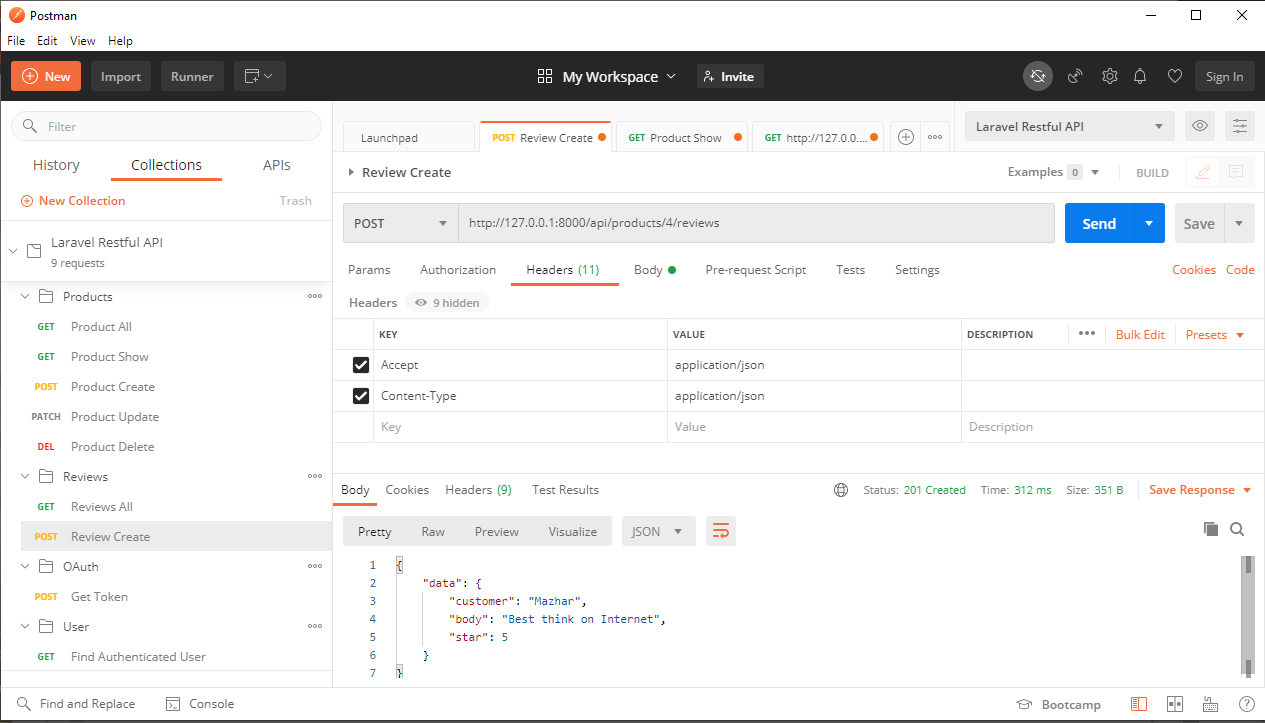 Postman
File Edit View Help
New Import Runner My Workspace Invite Sign In
Filter
History Collections APIs
New Collection Trash
Laravel Restful API
9 requests
Products
GET Product All
GET Product Show
POST Product Create
PATCH Product Update
DEL Product Delete
Reviews
GET Reviews All
POST Review Create
OAuth
POST Get Token
User
GET Find Authenticated User
Launchpad POST Review Create GET Product Show GET http://127.0.0.... Laravel Restful API
Review Create Examples 0 BUILD
POST http://127.0.0.1:8000/api/products/4/reviews Send Save
Params Authorization Headers (11) Body Pre-request Script Tests Settings Cookies Code
Headers 9 hidden
KEY VALUE DESCRIPTION Bulk Edit Presets
Accept application/json
Content-Type application/json
Key Value Description
Body Cookies Headers (9) Test Results Status: 201 Created Time: 312 ms Size: 351 B Save Response
Pretty Raw Preview Visualize JSON
1 {
2 "data": {
3 "customer": "Mazhar",
4 "body": "Best think on Internet",
5 "star": 5
6 }
7 }
Find and Replace Console Bootcamp